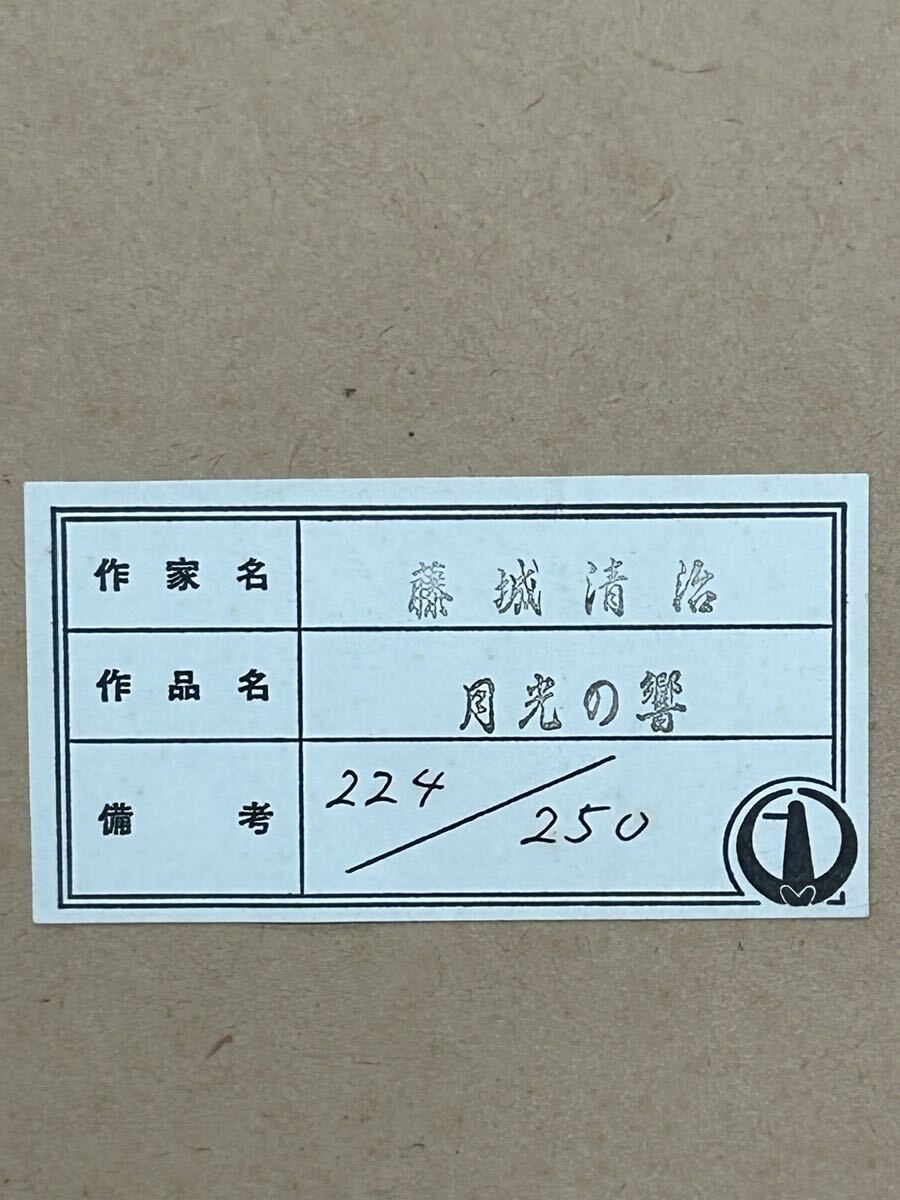 作家名 藤城清治
作品名 月光の響
備考 224/250